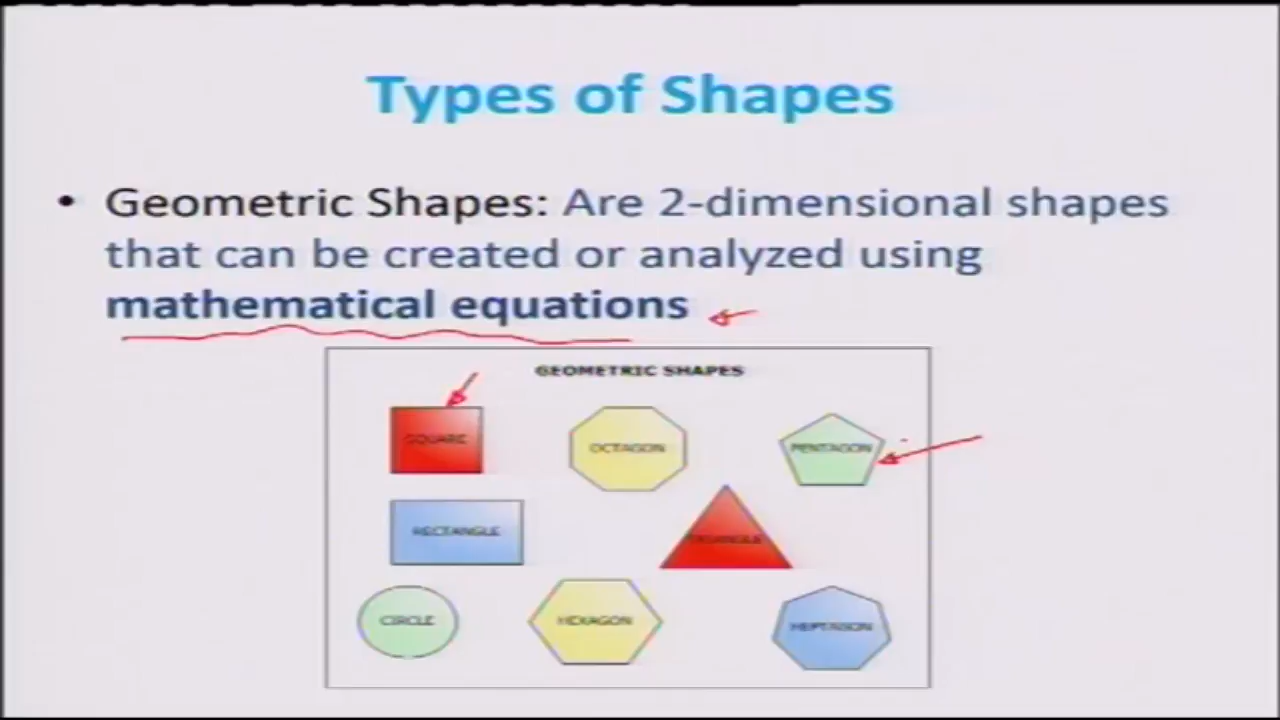 Types of Shapes
• Geometric Shapes: Are 2-dimensional shapes
that can be created or analyzed using
mathematical equations
GEOMETRIC SHAPES
SQUARE
OCTAGON
PENTAGON
RECTANGLE
TRIANGLE
CIRCLE
HEXAGON
HEPTAGON